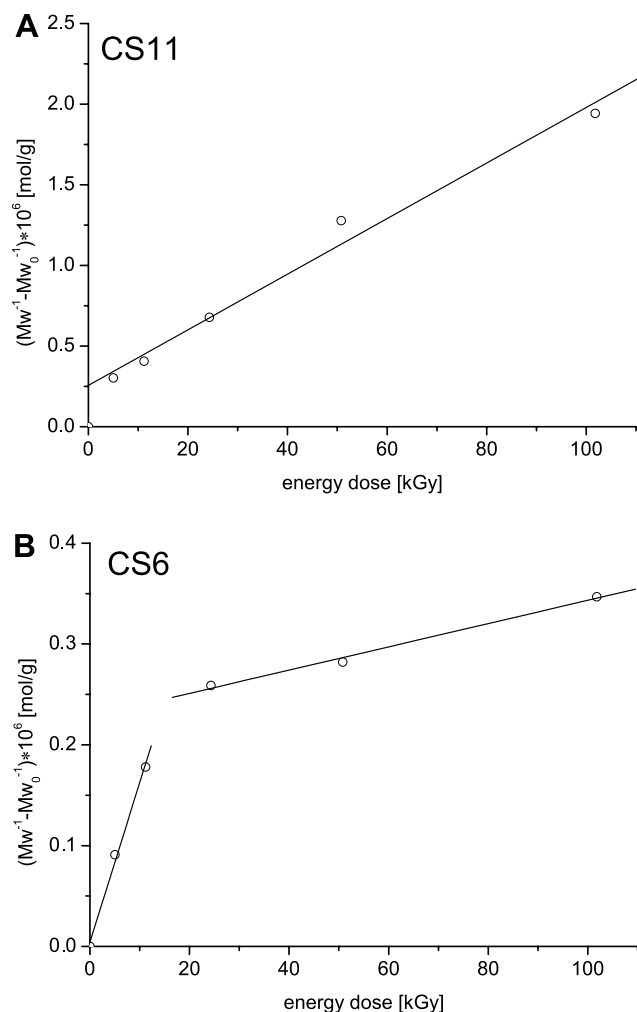 A
CS11
2.5
2.0
1.5
1.0
0.5
0.0
(Mw⁻¹-Mw₀⁻¹)*10⁶ [mol/g]
0 20 40 60 80 100
energy dose [kGy]
B
CS6
0.4
0.3
0.2
0.1
0.0
(Mw⁻¹-Mw₀⁻¹)*10⁶ [mol/g]
0 20 40 60 80 100
energy dose [kGy]